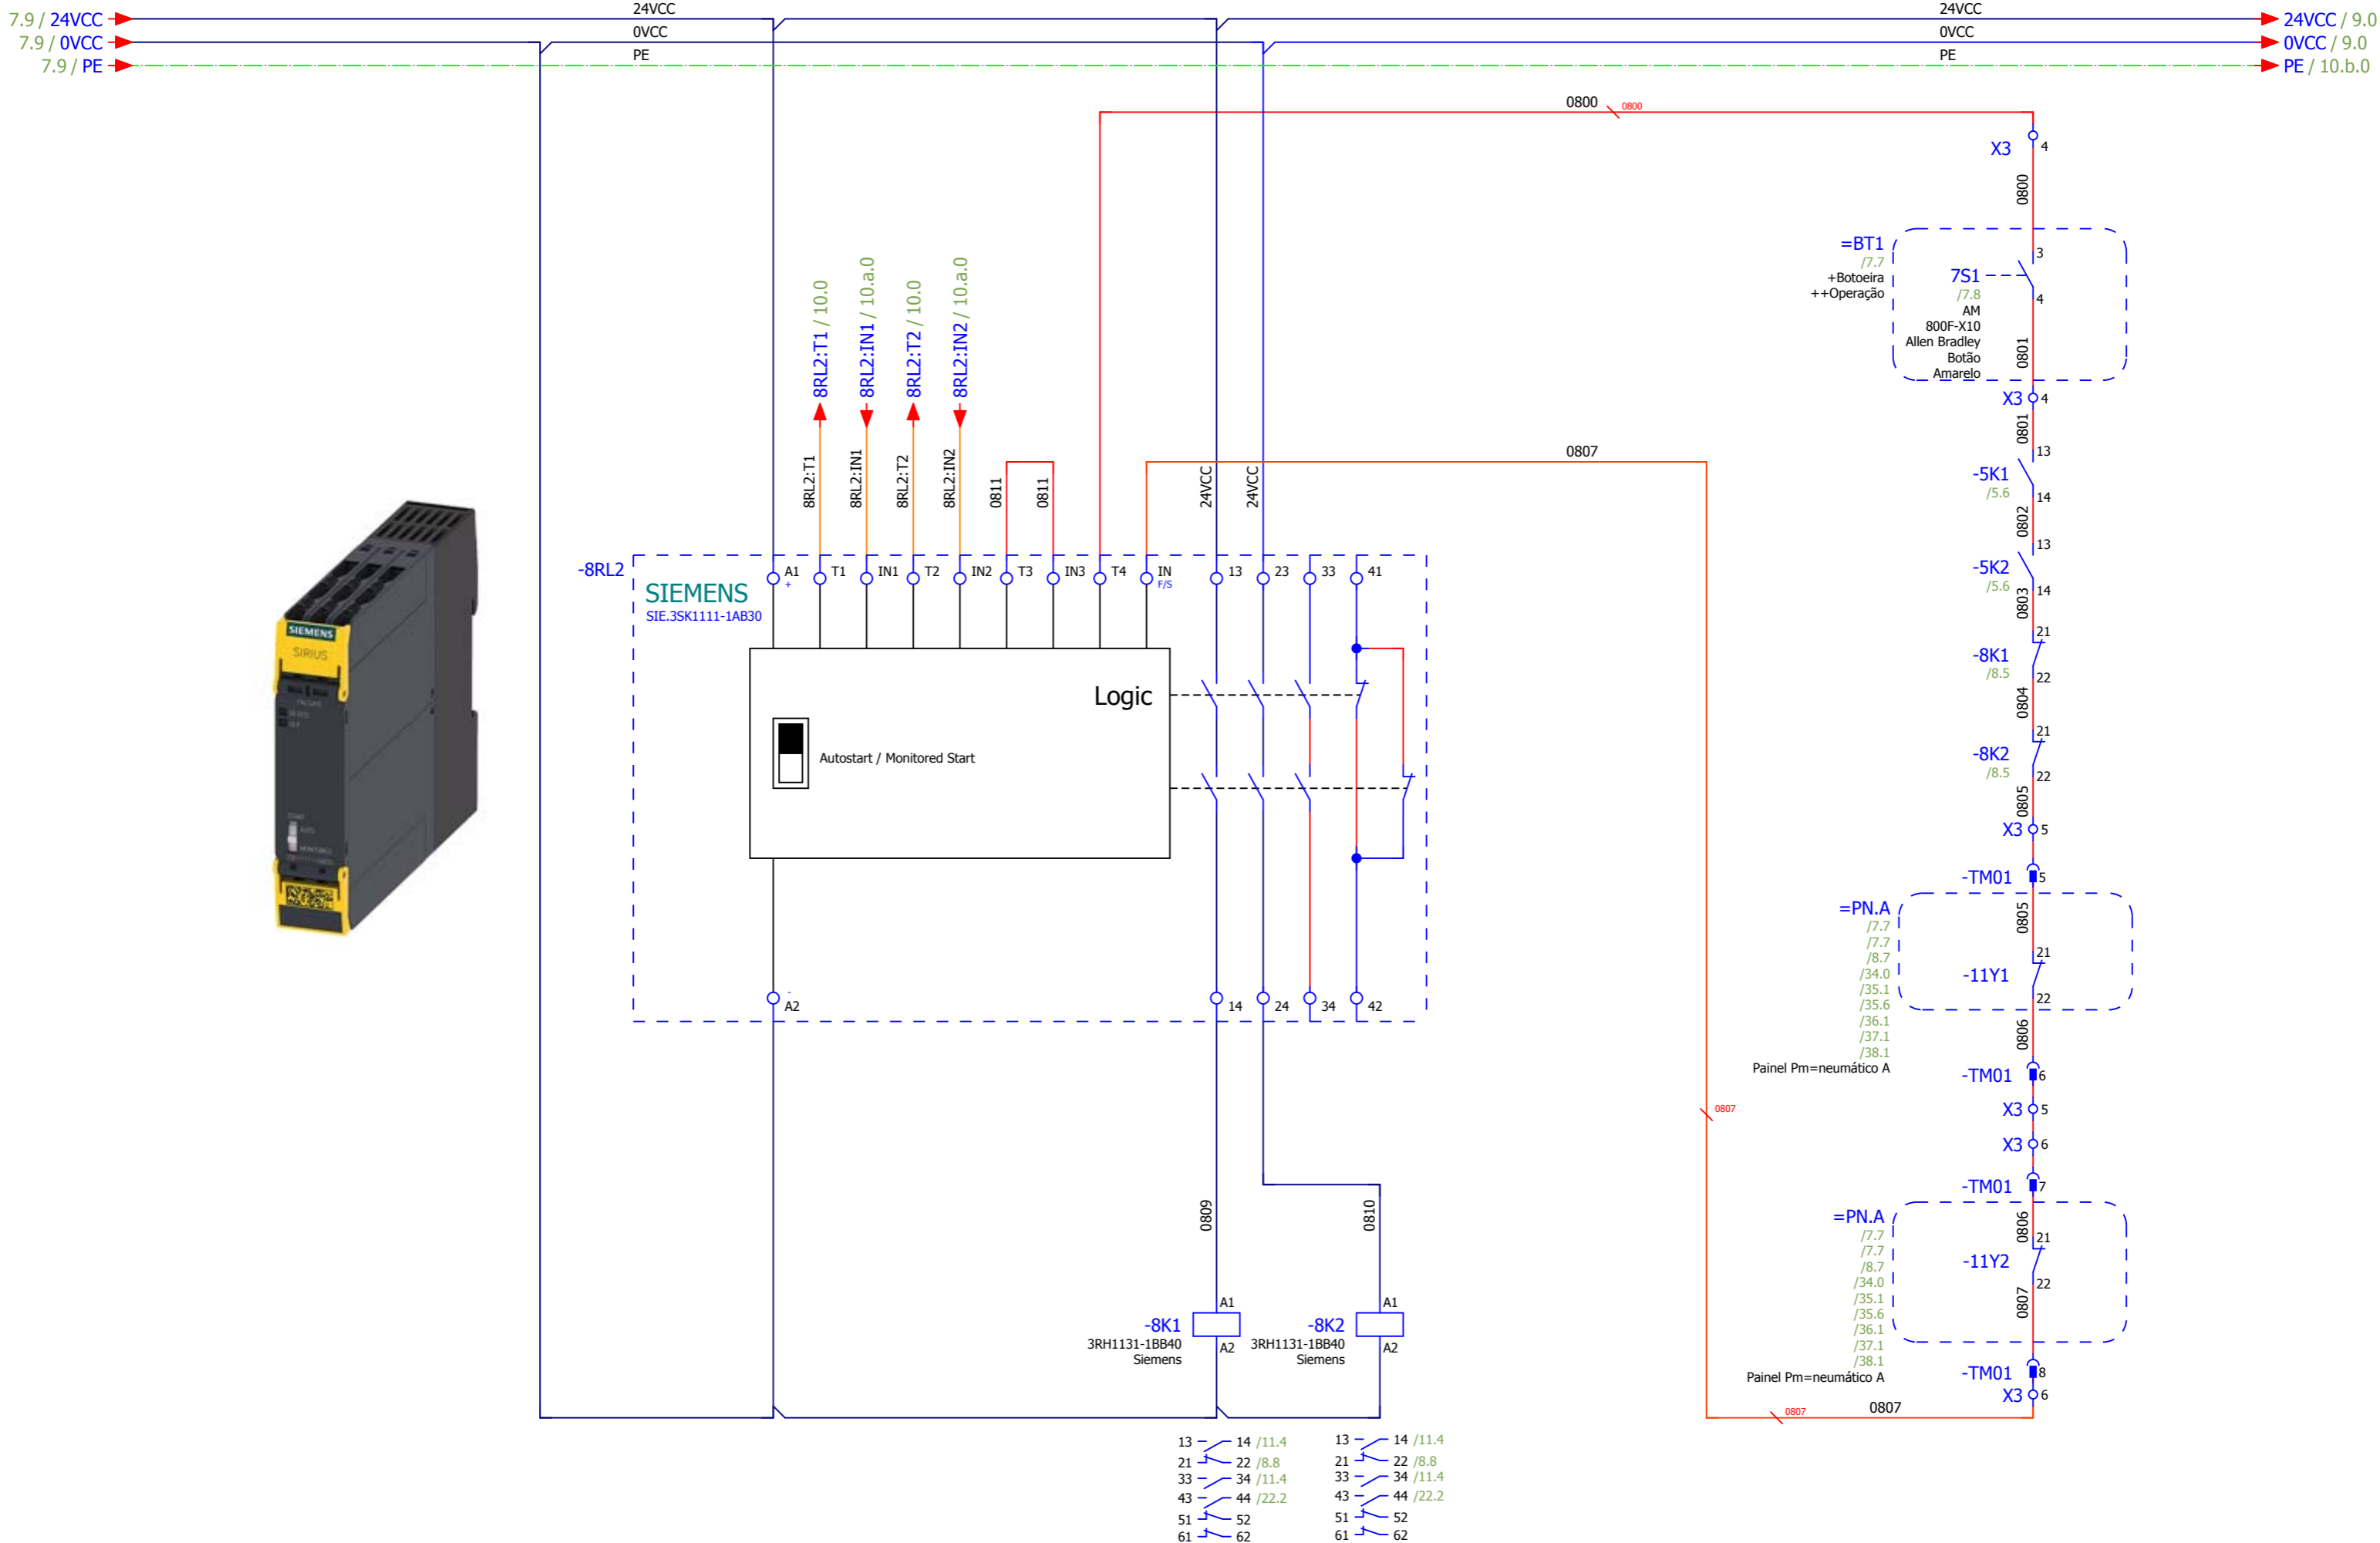 7.9 / 24VCC
24VCC
24VCC
24VCC / 9.0
7.9 / 0VCC
0VCC
0VCC
0VCC / 9.0
7.9 / PE
PE
PE
PE / 10.b.0
0800
0800
X3
4
0800
=BT1
/7.7
+Botoeira
++Operação
3
7S1
4
/7.8
AM
800F-X10
Allen Bradley
Botão
Amarelo
0801
X3
4
0801
8RL2:T1 / 10.0
8RL2:IN1 / 10.a.0
8RL2:T2 / 10.0
8RL2:IN2 / 10.a.0
8RL2:T1
8RL2:IN1
8RL2:T2
8RL2:IN2
0811
0811
24VCC
24VCC
0807
13
-5K1
/5.6
14
0802
13
-5K2
/5.6
14
0803
21
-8K1
/8.5
22
0804
21
-8K2
/8.5
22
0805
X3
5
-TM01
5
-8RL2
SIEMENS
SIE.3SK1111-1AB30
A1
+
T1
IN1
T2
IN2
T3
IN3
T4
IN
F/S
13
23
33
41
Logic
Autostart / Monitored Start
-
A2
14
24
34
42
SIEMENS
SIRIUS
=PN.A
/7.7
/7.7
/8.7
/34.0
/35.1
/35.6
/36.1
/37.1
/38.1
Painel Pm=neumático A
0805
21
-11Y1
22
0806
-TM01
6
X3
5
X3
6
-TM01
7
0807
=PN.A
/7.7
/7.7
/8.7
/34.0
/35.1
/35.6
/36.1
/37.1
/38.1
Painel Pm=neumático A
0806
21
-11Y2
22
0807
-TM01
8
X3
6
0807
0807
0809
0810
A1
-8K1
3RH1131-1BB40
Siemens
A2
A1
-8K2
3RH1131-1BB40
Siemens
A2
13 14 /11.4
21 22 /8.8
33 34 /11.4
43 44 /22.2
51 52
61 62
13 14 /11.4
21 22 /8.8
33 34 /11.4
43 44 /22.2
51 52
61 62